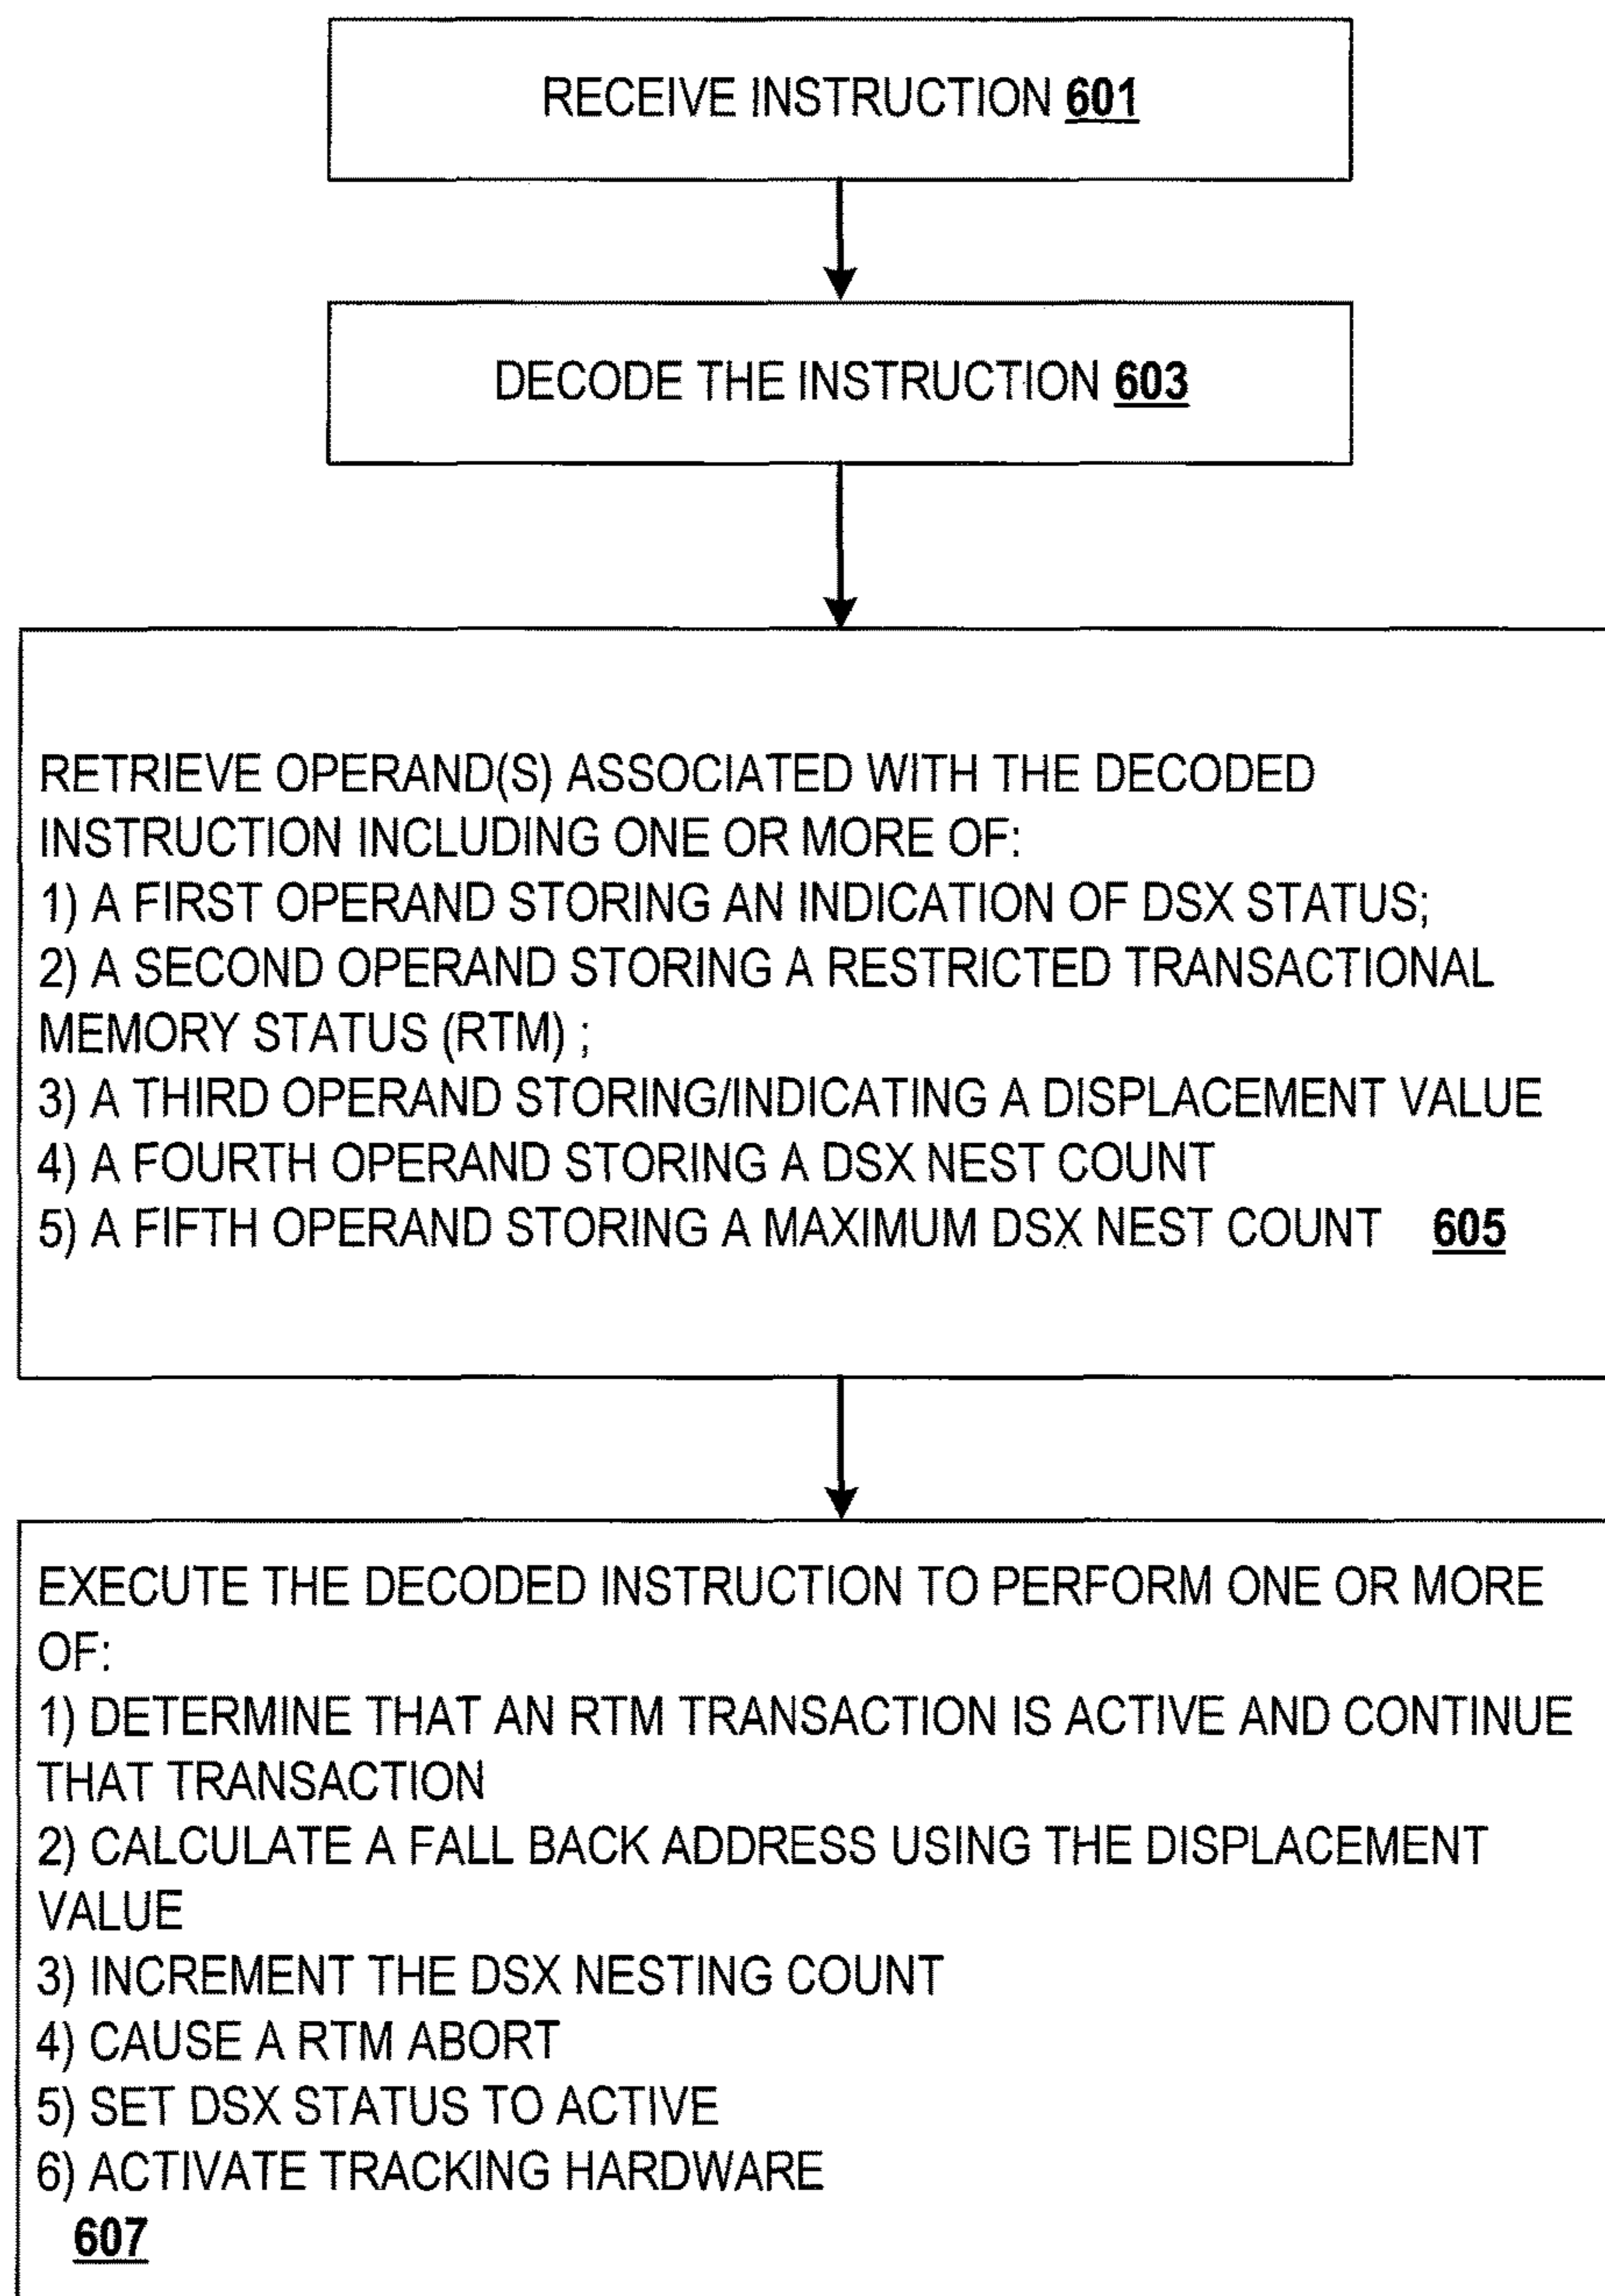 RECEIVE INSTRUCTION 601
DECODE THE INSTRUCTION 603
RETRIEVE OPERAND(S) ASSOCIATED WITH THE DECODED
INSTRUCTION INCLUDING ONE OR MORE OF:
1) A FIRST OPERAND STORING AN INDICATION OF DSX STATUS;
2) A SECOND OPERAND STORING A RESTRICTED TRANSACTIONAL
MEMORY STATUS (RTM) ;
3) A THIRD OPERAND STORING/INDICATING A DISPLACEMENT VALUE
4) A FOURTH OPERAND STORING A DSX NEST COUNT
5) A FIFTH OPERAND STORING A MAXIMUM DSX NEST COUNT 605
EXECUTE THE DECODED INSTRUCTION TO PERFORM ONE OR MORE
OF:
1) DETERMINE THAT AN RTM TRANSACTION IS ACTIVE AND CONTINUE
THAT TRANSACTION
2) CALCULATE A FALL BACK ADDRESS USING THE DISPLACEMENT
VALUE
3) INCREMENT THE DSX NESTING COUNT
4) CAUSE A RTM ABORT
5) SET DSX STATUS TO ACTIVE
6) ACTIVATE TRACKING HARDWARE
607